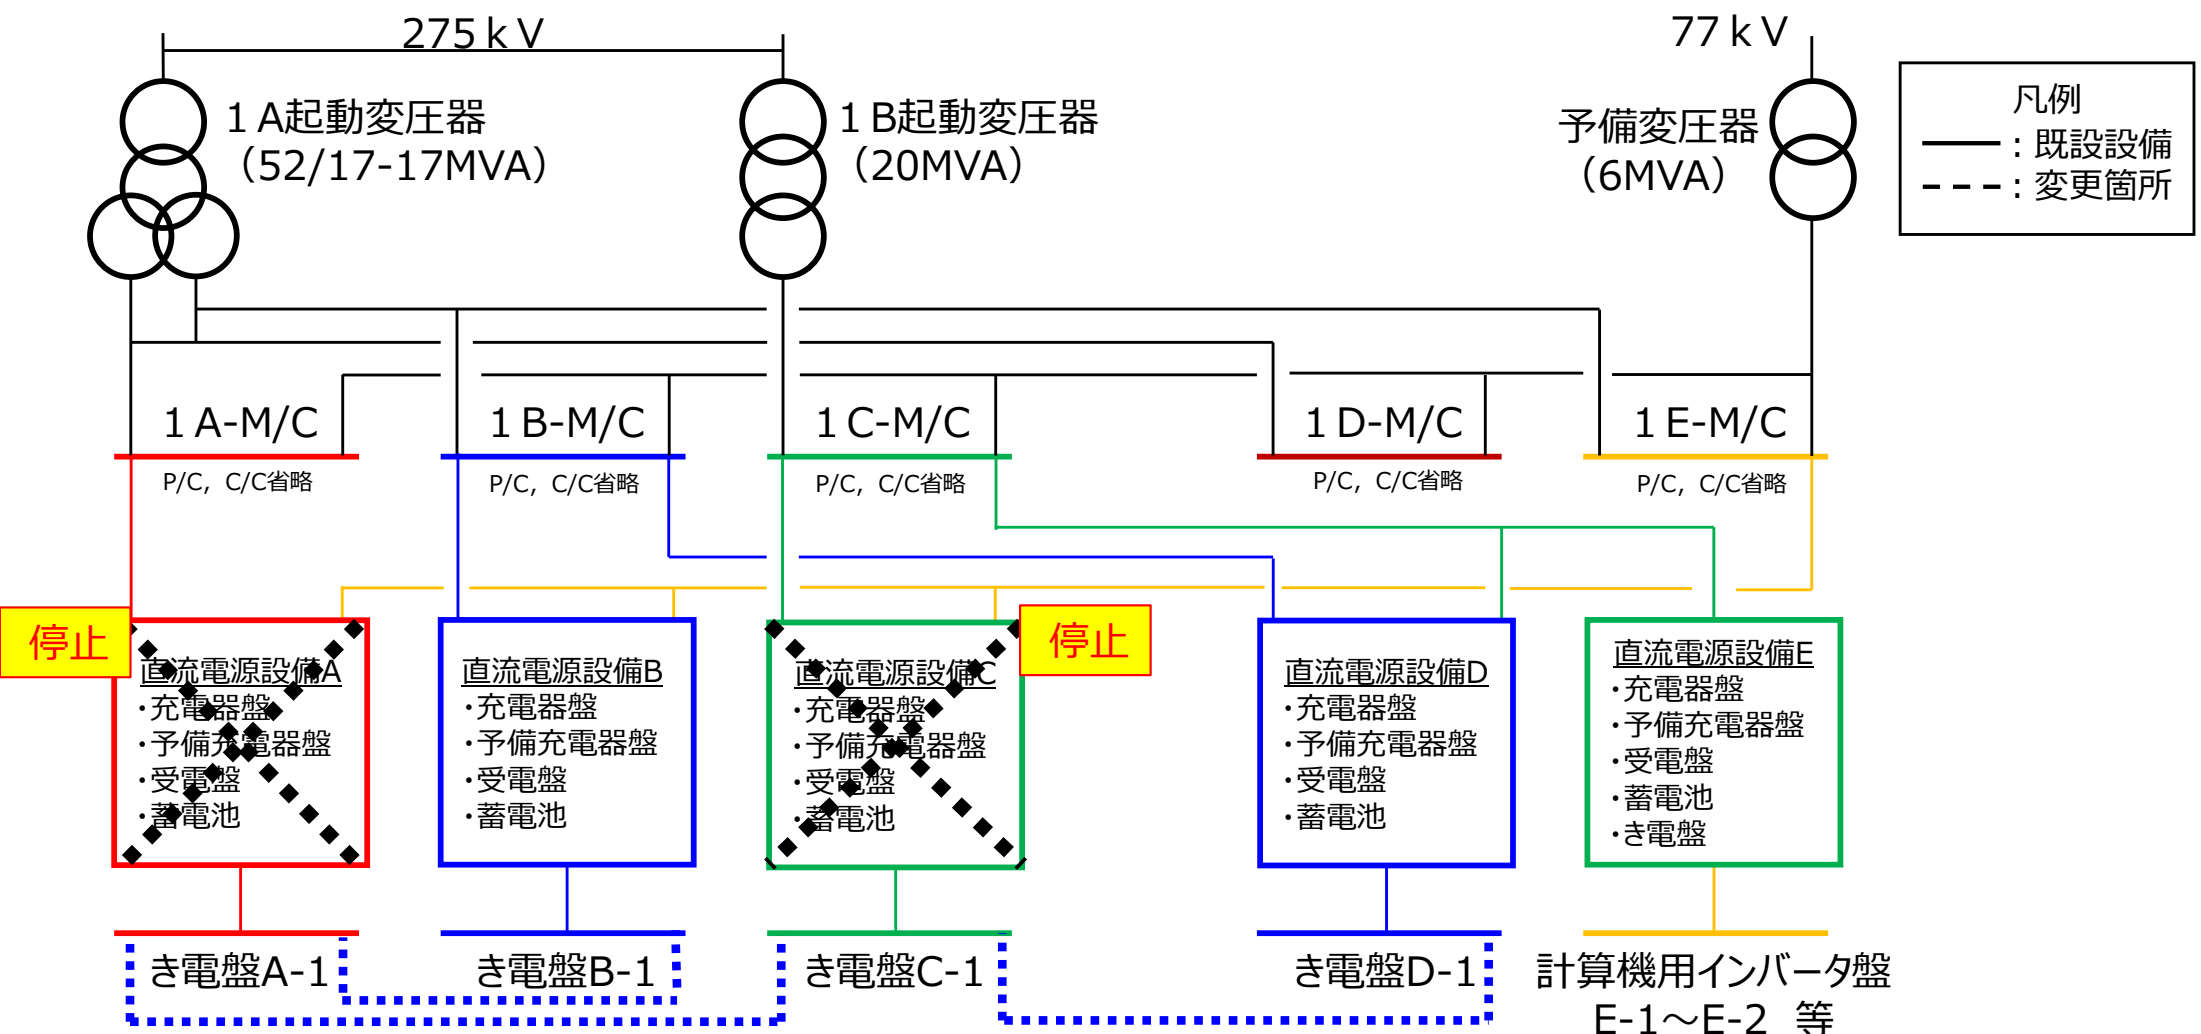 275ｋV
77ｋV
1A起動変圧器
（52/17-17MVA）
1B起動変圧器
（20MVA）
予備変圧器
（6MVA）
凡例
：既設設備
：変更箇所
1A-M/C
P/C，C/C省略
1B-M/C
P/C，C/C省略
1C-M/C
P/C，C/C省略
1D-M/C
P/C，C/C省略
1E-M/C
P/C，C/C省略
停止
直流電源設備A
・充電器盤
・予備充電器盤
・受電盤
・蓄電池
直流電源設備B
・充電器盤
・予備充電器盤
・受電盤
・蓄電池
停止
直流電源設備C
・充電器盤
・予備充電器盤
・受電盤
・蓄電池
直流電源設備D
・充電器盤
・予備充電器盤
・受電盤
・蓄電池
直流電源設備E
・充電器盤
・予備充電器盤
・受電盤
・蓄電池
・き電盤
き電盤A-1
き電盤B-1
き電盤C-1
き電盤D-1
計算機用インバータ盤
E-1～E-2 等